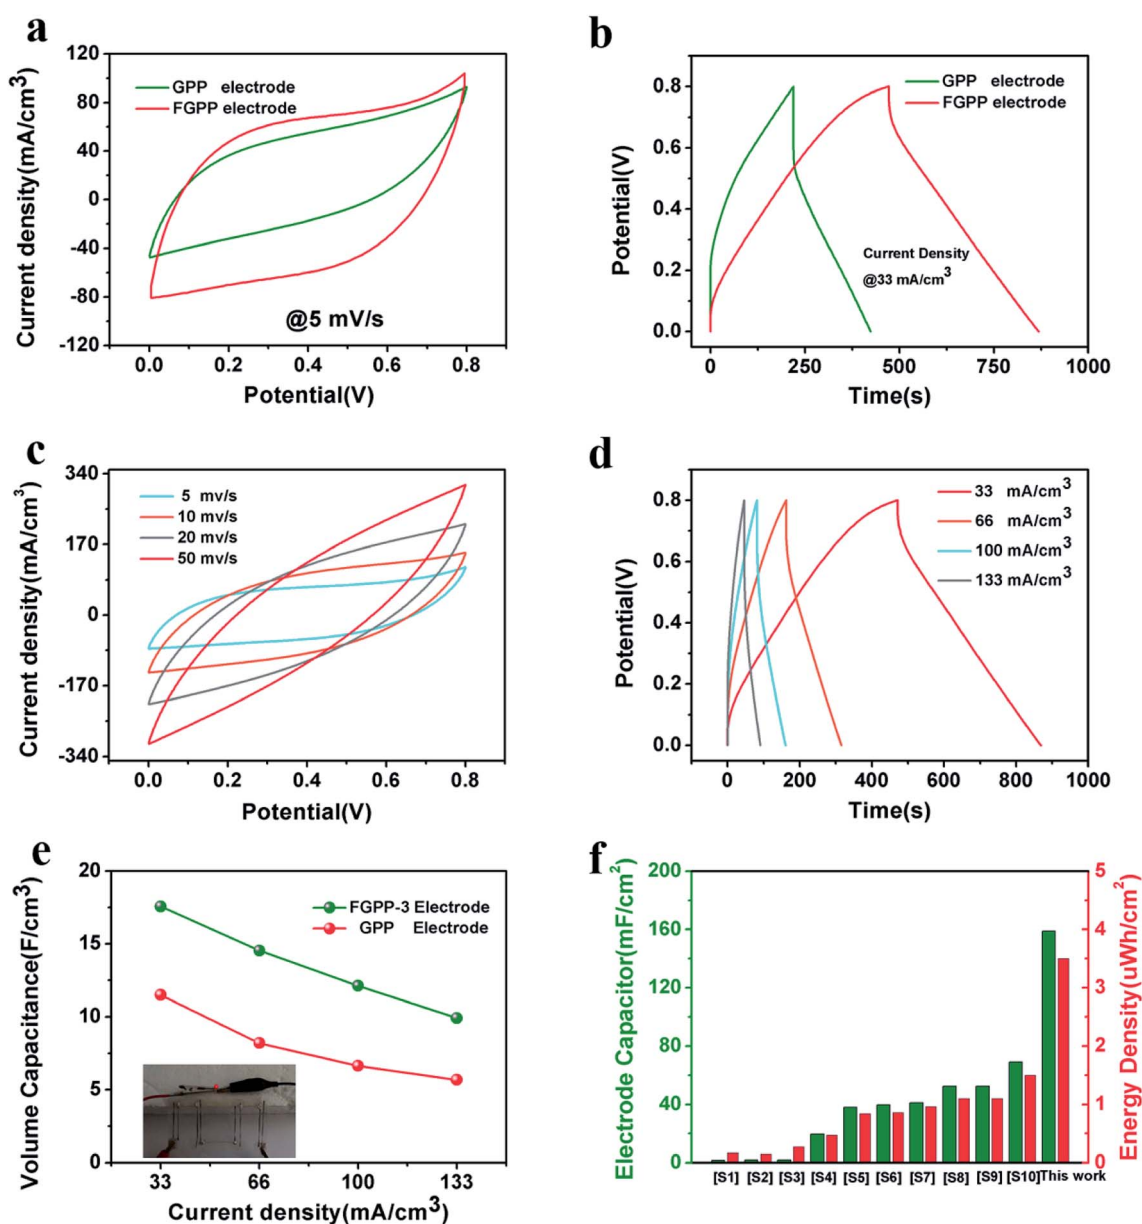 a
120
80
40
0
-40
-80
-120
Current density(mA/cm³)
GPP electrode
FGPP electrode
@5 mV/s
0.0 0.2 0.4 0.6 0.8
Potential(V)
b
0.8
0.6
0.4
0.2
0.0
Potential(V)
GPP electrode
FGPP electrode
Current Density
@33 mA/cm³
0 250 500 750 1000
Time(s)
c
340
170
0
-170
-340
Current density(mA/cm³)
5 mv/s
10 mv/s
20 mv/s
50 mv/s
0.0 0.2 0.4 0.6 0.8
Potential(V)
d
0.8
0.6
0.4
0.2
0.0
Potential(V)
33 mA/cm³
66 mA/cm³
100 mA/cm³
133 mA/cm³
0 200 400 600 800 1000
Time(s)
e
20
15
10
5
0
Volume Capacitance(F/cm³)
FGPP-3 Electrode
GPP Electrode
33 66 100 133
Current density(mA/cm³)
f
200
160
120
80
40
0
Electrode Capacitor(mF/cm²)
5
4
3
2
1
0
Energy Density(uWh/cm²)
[S1] [S2] [S3] [S4] [S5] [S6] [S7] [S8] [S9] [S10] This work